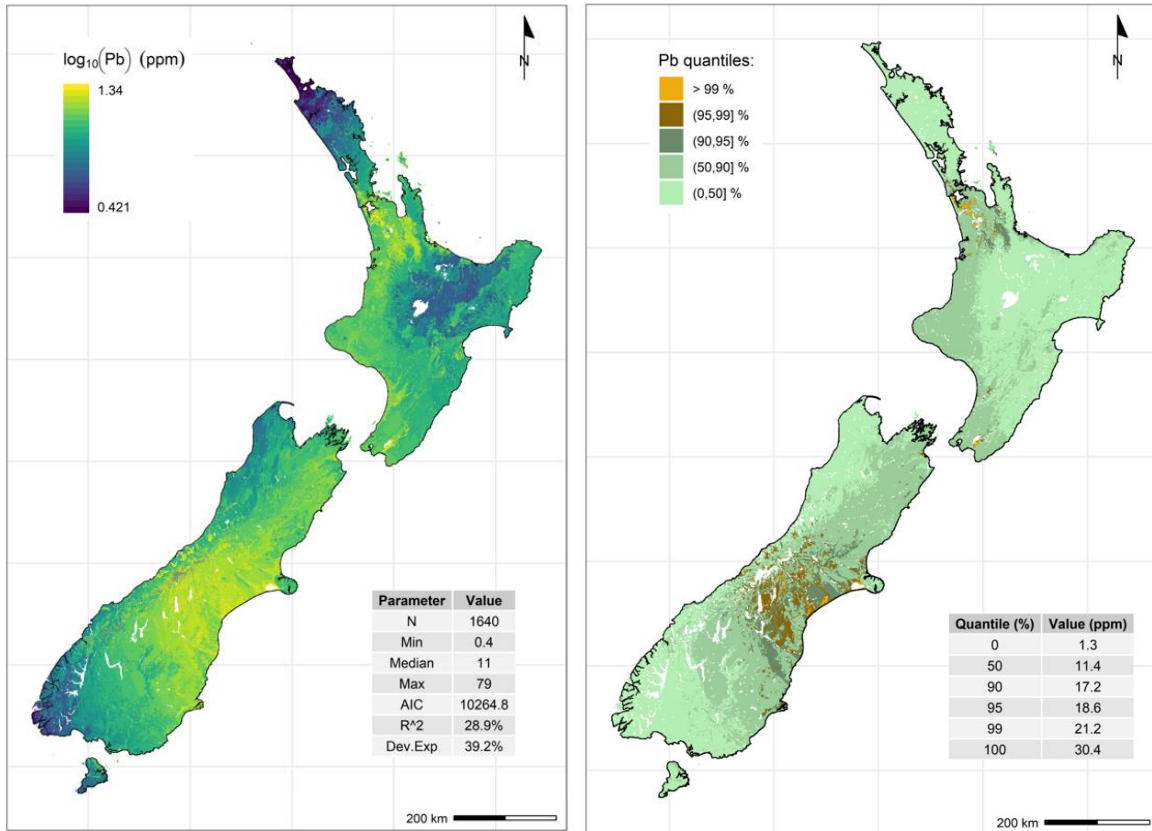 log₁₀(Pb) (ppm)
1.34
0.421
N
Parameter Value
N 1640
Min 0.4
Median 11
Max 79
AIC 10264.8
R^2 28.9%
Dev.Exp 39.2%
200 km
Pb quantiles:
> 99 %
(95,99] %
(90,95] %
(50,90] %
(0,50] %
N
Quantile (%) Value (ppm)
0 1.3
50 11.4
90 17.2
95 18.6
99 21.2
100 30.4
200 km